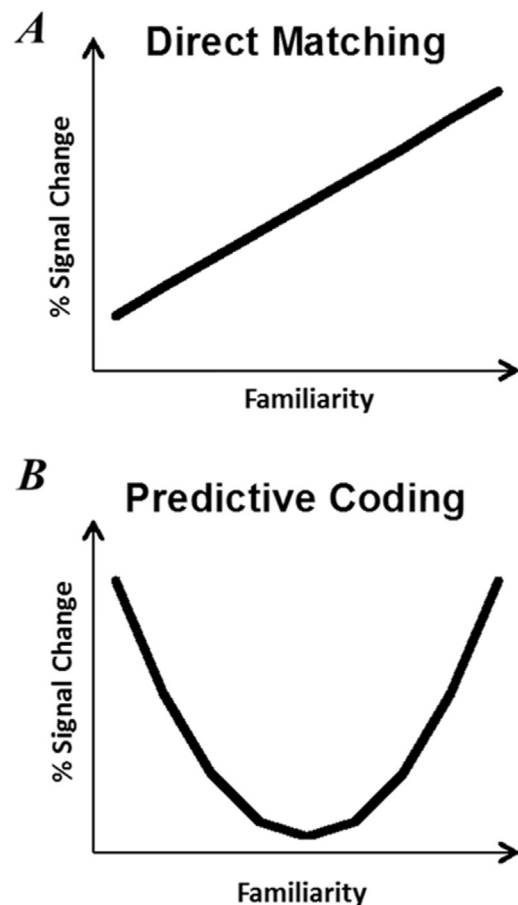 A
Direct Matching
% Signal Change
Familiarity
B
Predictive Coding
% Signal Change
Familiarity